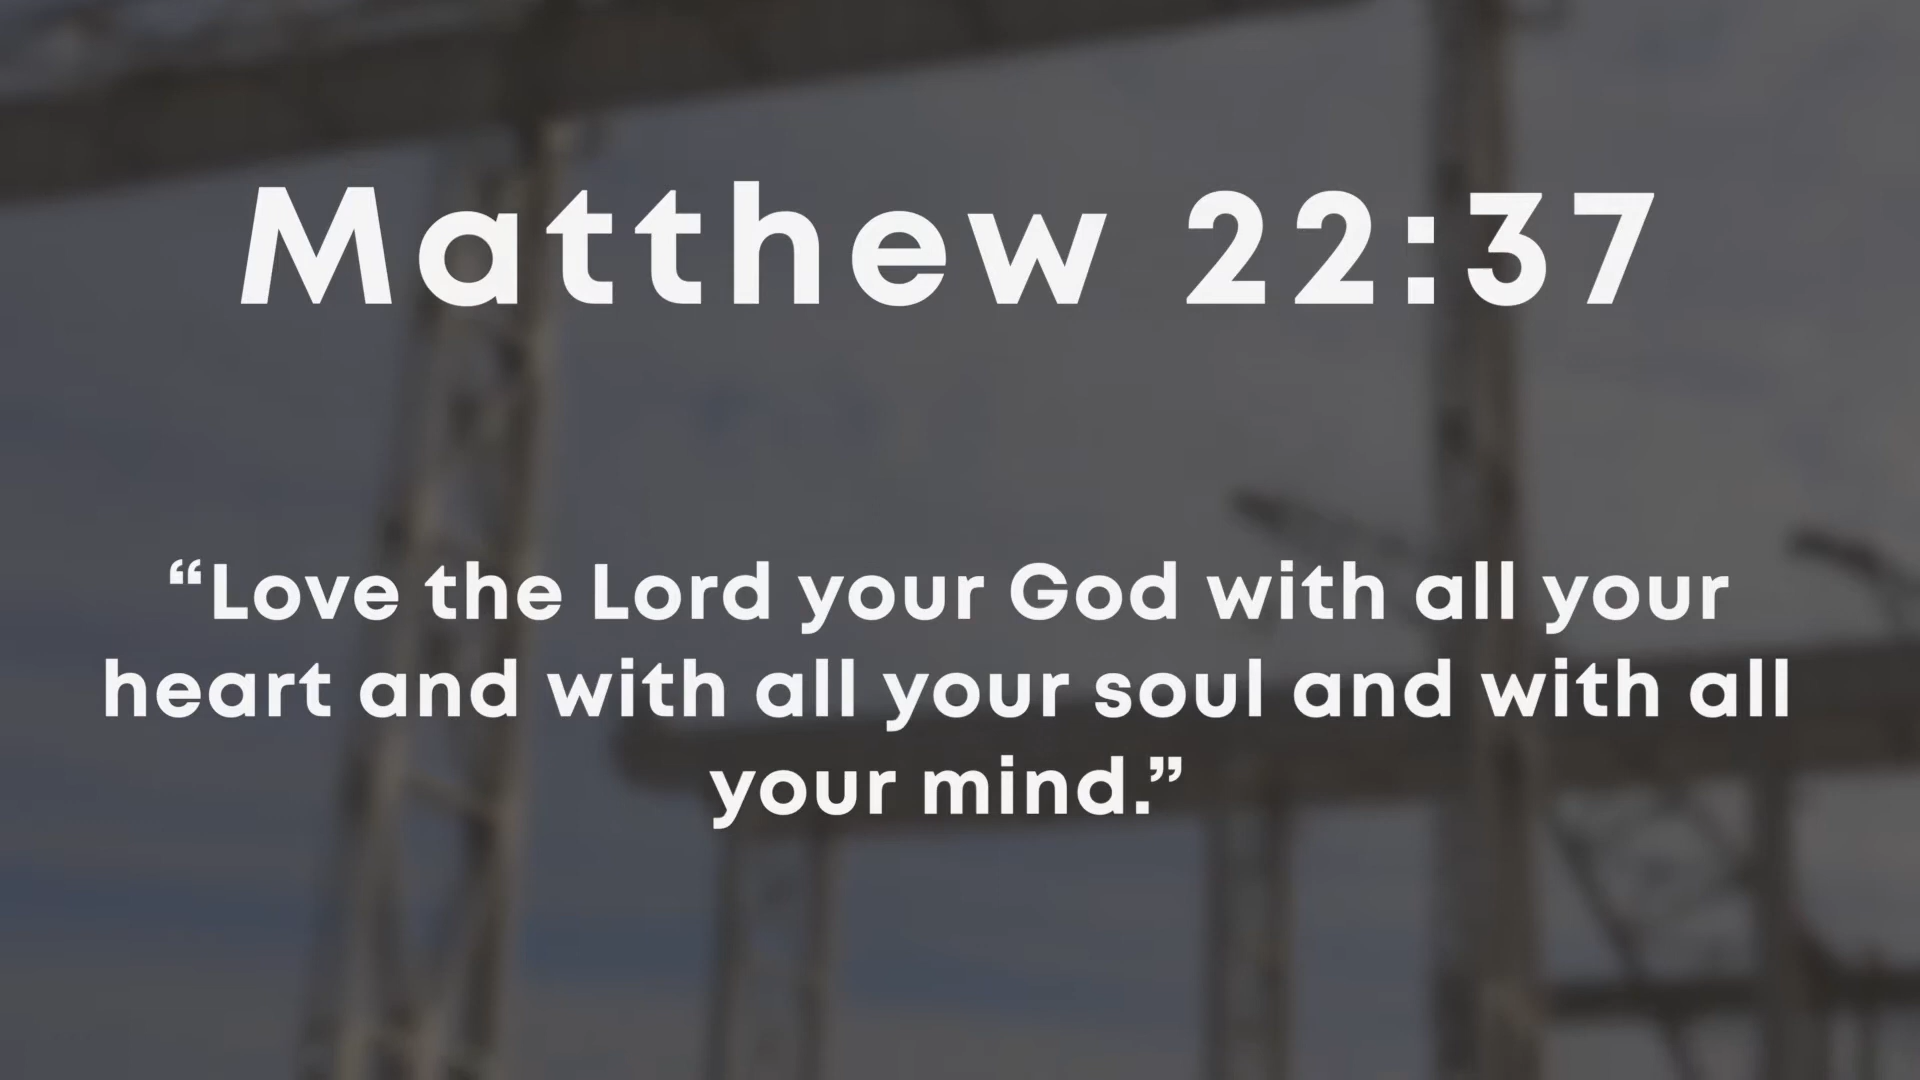 Matthew 22:37
“Love the Lord your God with all your
heart and with all your soul and with all
your mind.”